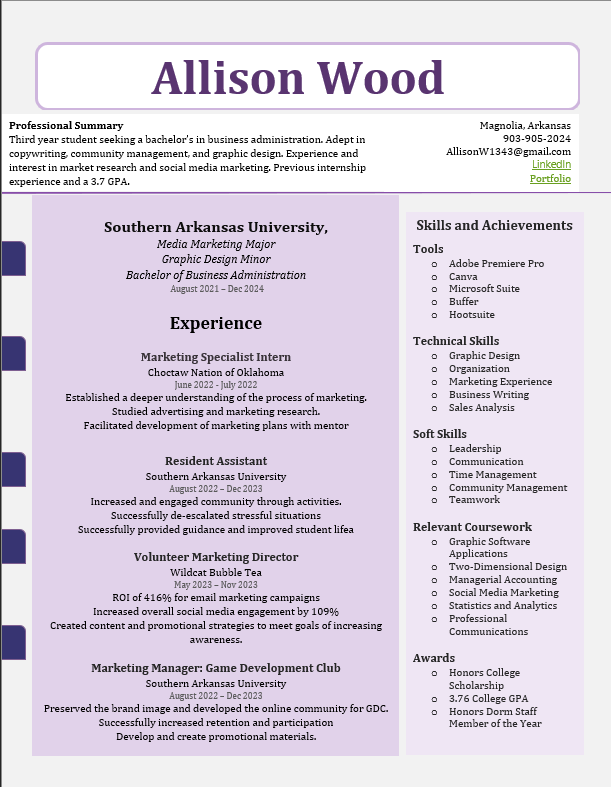 Allison Wood
Professional Summary
Third year student seeking a bachelor's in business administration. Adept in
copywriting, community management, and graphic design. Experience and
interest in market research and social media marketing. Previous internship
experience and a 3.7 GPA.
Magnolia, Arkansas
903-905-2024
AllisonW1343@gmail.com
LinkedIn
Portfolio
Southern Arkansas University,
Media Marketing Major
Graphic Design Minor
Bachelor of Business Administration
August 2021 – Dec 2024
Experience
Marketing Specialist Intern
Choctaw Nation of Oklahoma
June 2022 - July 2022
Established a deeper understanding of the process of marketing.
Studied advertising and marketing research.
Facilitated development of marketing plans with mentor
Resident Assistant
Southern Arkansas University
August 2022 – Dec 2023
Increased and engaged community through activities.
Successfully de-escalated stressful situations
Successfully provided guidance and improved student lifea
Volunteer Marketing Director
Wildcat Bubble Tea
May 2023 – Nov 2023
ROI of 416% for email marketing campaigns
Increased overall social media engagement by 109%
Created content and promotional strategies to meet goals of increasing
awareness.
Marketing Manager: Game Development Club
Southern Arkansas University
August 2022 – Dec 2023
Preserved the brand image and developed the online community for GDC.
Successfully increased retention and participation
Develop and create promotional materials.
Skills and Achievements
Tools
o Adobe Premiere Pro
o Canva
o Microsoft Suite
o Buffer
o Hootsuite
Technical Skills
o Graphic Design
o Organization
o Marketing Experience
o Business Writing
o Sales Analysis
Soft Skills
o Leadership
o Communication
o Time Management
o Community Management
o Teamwork
Relevant Coursework
o Graphic Software
Applications
o Two-Dimensional Design
o Managerial Accounting
o Social Media Marketing
o Statistics and Analytics
o Professional
Communications
Awards
o Honors College
Scholarship
o 3.76 College GPA
o Honors Dorm Staff
Member of the Year